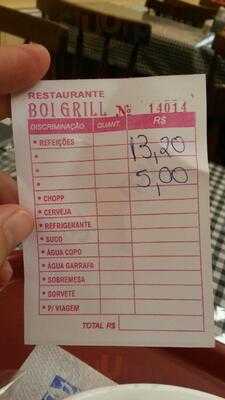 RESTAURANTE
BOI GRILL Nº 14014
DISCRIMINAÇÃO QUANT. R$
• REFEIÇÕES 13,20
• 
• 5,00
• 
• CHOPP
• CERVEJA
• REFRIGERANTE
• SUCO
• ÁGUA COPO
• ÁGUA GARRAFA
• SOBREMESA
• SORVETE
• P/ VIAGEM
TOTAL R$